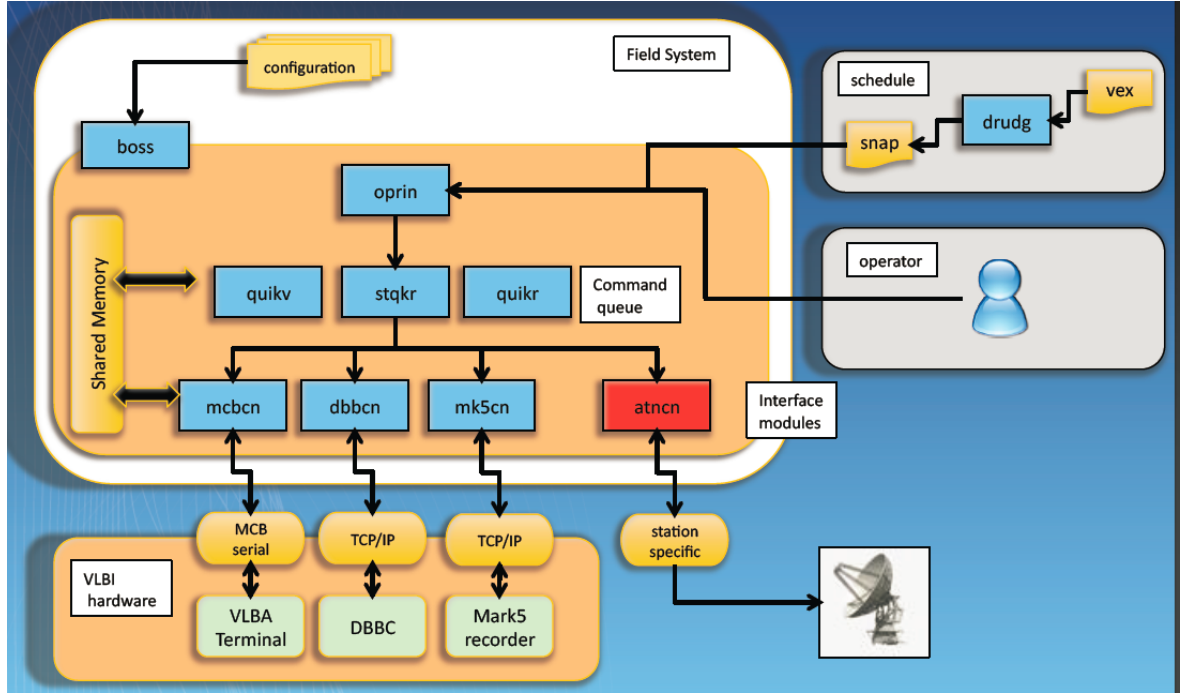 configuration
Field System
boss
oprin
Shared Memory
quikv
stqkr
quikr
Command
queue
mcbcn
dbbcn
mk5cn
atncn
Interface
modules
schedule
vex
drudg
snap
operator
MCB
serial
TCP/IP
TCP/IP
station
specific
VLBI
hardware
VLBA
Terminal
DBBC
Mark5
recorder